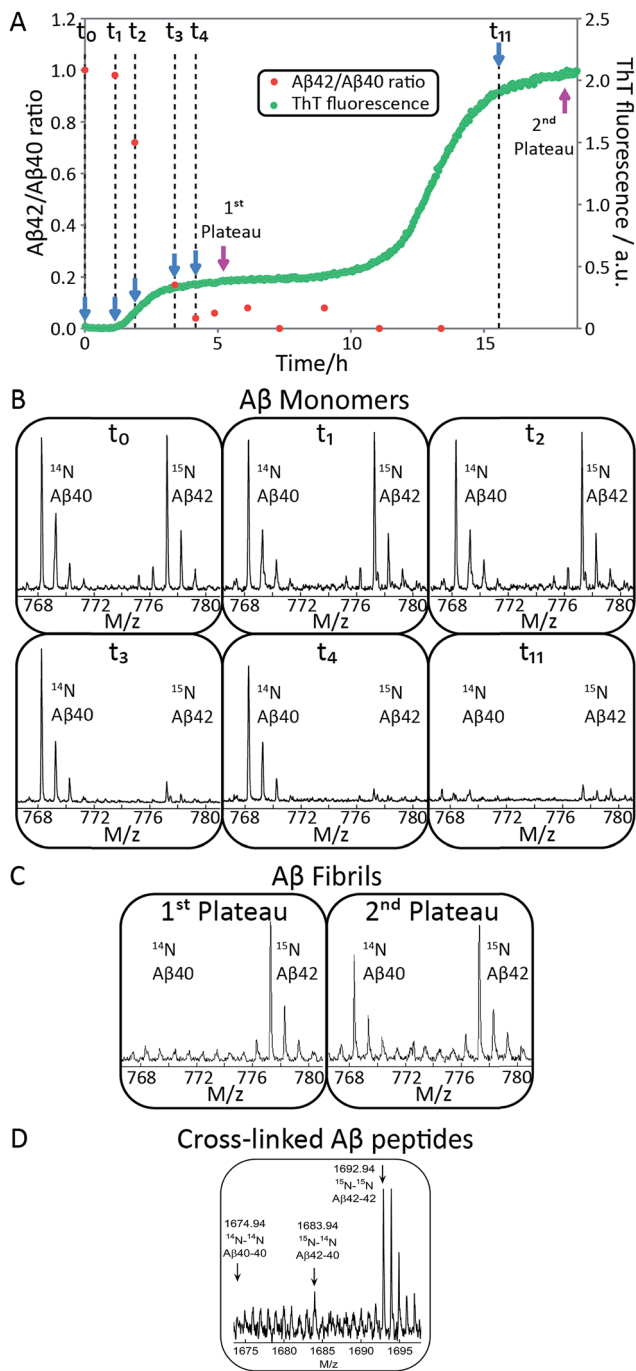 A
t₀ t₁ t₂ t₃ t₄ t₁₁
1.2
1.0
0.8
0.6
0.4
0.2
0.0
Aβ42/Aβ40 ratio
2.5
2.0
1.5
1.0
0.5
0
ThT fluorescence / a.u.
Aβ42/Aβ40 ratio
ThT fluorescence
1ˢᵗ
Plateau
2ⁿᵈ
Plateau
0 5 10 15
Time/h
B Aβ Monomers
t₀
¹⁴N
Aβ40
¹⁵N
Aβ42
768 772 776 780
M/z
t₁
¹⁴N
Aβ40
¹⁵N
Aβ42
768 772 776 780
M/z
t₂
¹⁴N
Aβ40
¹⁵N
Aβ42
768 772 776 780
M/z
t₃
¹⁴N
Aβ40
¹⁵N
Aβ42
768 772 776 780
M/z
t₄
¹⁴N
Aβ40
¹⁵N
Aβ42
768 772 776 780
M/z
t₁₁
¹⁴N
Aβ40
¹⁵N
Aβ42
768 772 776 780
M/z
C Aβ Fibrils
1ˢᵗ Plateau
¹⁴N
Aβ40
¹⁵N
Aβ42
768 772 776 780
M/z
2ⁿᵈ Plateau
¹⁴N
Aβ40
¹⁵N
Aβ42
768 772 776 780
M/z
D Cross-linked Aβ peptides
1674.94
¹⁴N-¹⁴N
Aβ40-40
1683.94
¹⁵N-¹⁴N
Aβ42-40
1692.94
¹⁵N-¹⁵N
Aβ42-42
1675 1680 1685 1690 1695
M/z